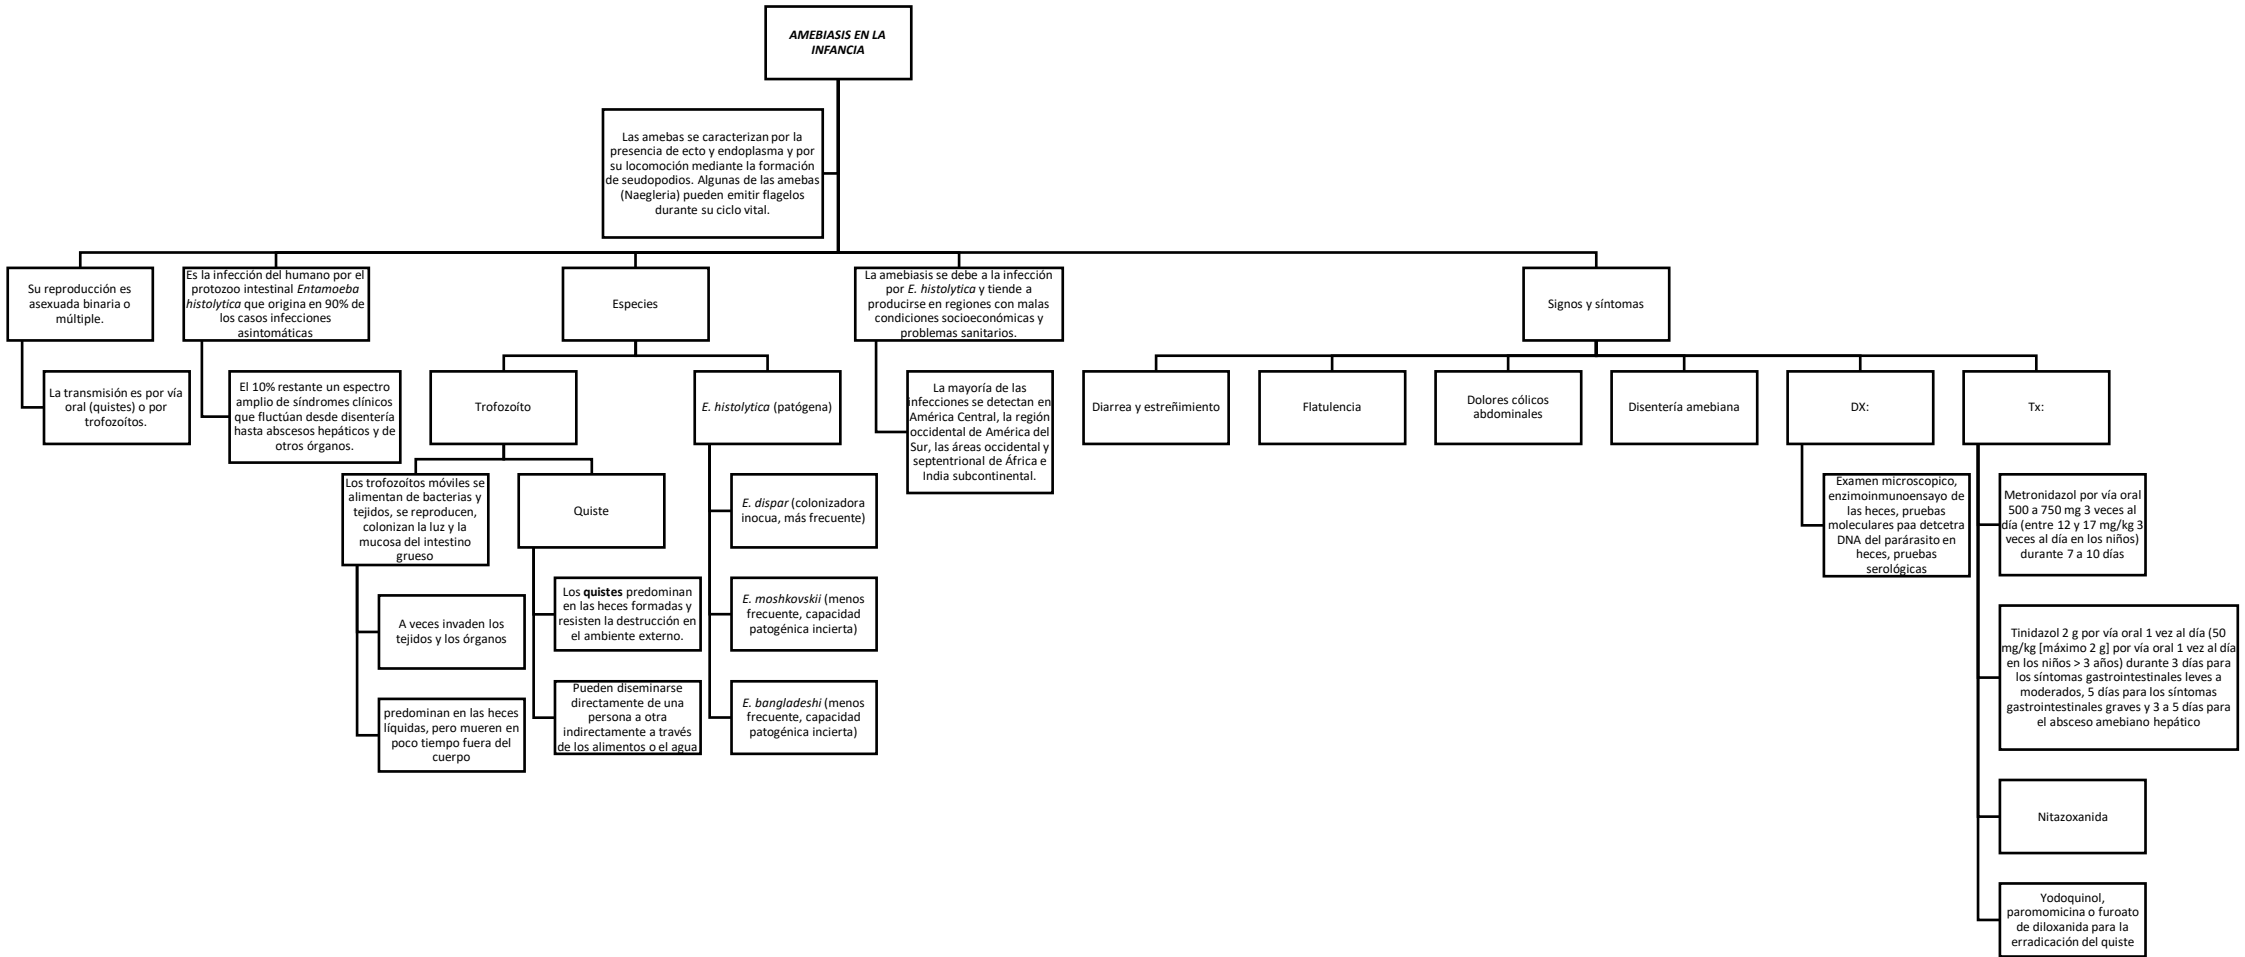 AMEBIASIS EN LA
INFANCIA
Las amebas se caracterizan por la
presencia de ecto y endoplasma y por
su locomoción mediante la formación
de seudopodios. Algunas de las amebas
(Naegleria) pueden emitir flagelos
durante su ciclo vital.
Su reproducción es
asexuada binaria o
múltiple.
La transmisión es por vía
oral (quistes) o por
trofozoítos.
Es la infección del humano por el
protozoo intestinal Entamoeba
histolytica que origina en 90% de
los casos infecciones
asintomáticas
El 10% restante un espectro
amplio de síndromes clínicos
que fluctúan desde disentería
hasta abscesos hepáticos y de
otros órganos.
Especies
Trofozoíto
Los trofozoítos móviles se
alimentan de bacterias y
tejidos, se reproducen,
colonizan la luz y la
mucosa del intestino
grueso
A veces invaden los
tejidos y los órganos
predominan en las heces
líquidas, pero mueren en
poco tiempo fuera del
cuerpo
Quiste
Los quistes predominan
en las heces formadas y
resisten la destrucción en
el ambiente externo.
Pueden diseminarse
directamente de una
persona a otra
indirectamente a través
de los alimentos o el agua
E. histolytica (patógena)
E. dispar (colonizadora
inocua, más frecuente)
E. moshkovskii (menos
frecuente, capacidad
patogénica incierta)
E. bangladeshi (menos
frecuente, capacidad
patogénica incierta)
La amebiasis se debe a la infección
por E. histolytica y tiende a
producirse en regiones con malas
condiciones socioeconómicas y
problemas sanitarios.
La mayoría de las
infecciones se detectan en
América Central, la región
occidental de América del
Sur, las áreas occidental y
septentrional de África e
India subcontinental.
Signos y síntomas
Diarrea y estreñimiento
Flatulencia
Dolores cólicos
abdominales
Disentería amebiana
DX:
Examen microscopico,
enzimoinmunoensayo de
las heces, pruebas
moleculares paa detcetra
DNA del parárasito en
heces, pruebas
serológicas
Tx:
Metronidazol por vía oral
500 a 750 mg 3 veces al
día (entre 12 y 17 mg/kg 3
veces al día en los niños)
durante 7 a 10 días
Tinidazol 2 g por vía oral 1 vez al día (50
mg/kg [máximo 2 g] por vía oral 1 vez al día
en los niños > 3 años) durante 3 días para
los síntomas gastrointestinales leves a
moderados, 5 días para los síntomas
gastrointestinales graves y 3 a 5 días para
el absceso amebiano hepático
Nitazoxanida
Yodoquinol,
paromomicina o furoato
de diloxanida para la
erradicación del quiste